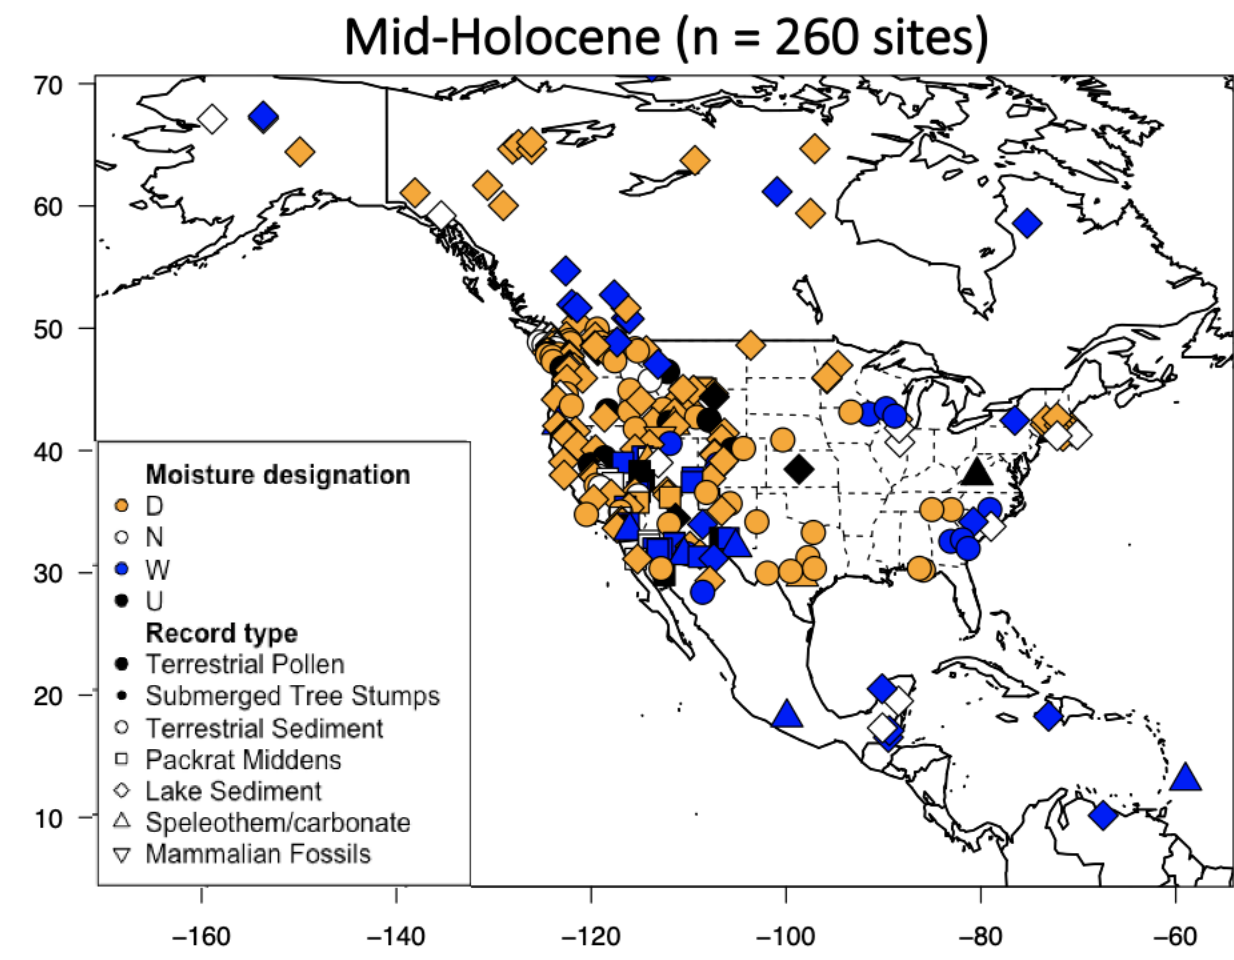 Mid-Holocene (n = 260 sites)
70
60
50
40
30
20
10
Moisture designation
D
N
W
U
Record type
Terrestrial Pollen
Submerged Tree Stumps
Terrestrial Sediment
Packrat Middens
Lake Sediment
Speleothem/carbonate
Mammalian Fossils
−160 −140 −120 −100 −80 −60